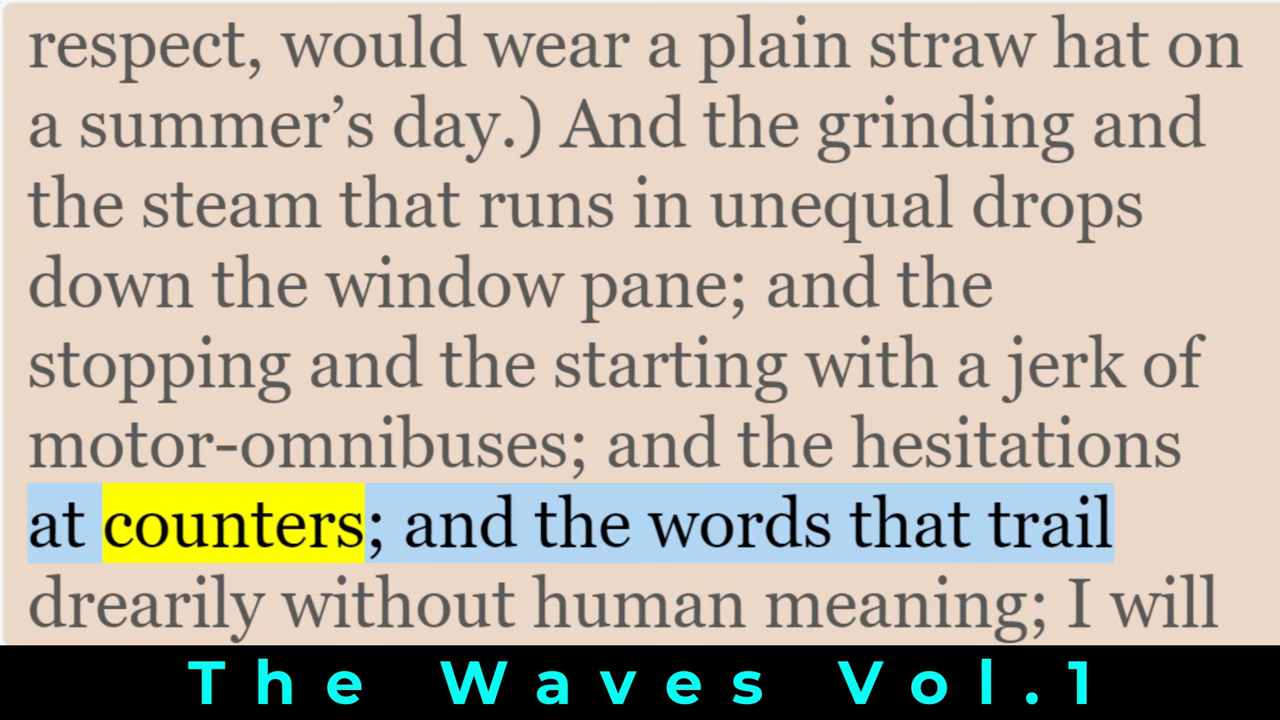 respect, would wear a plain straw hat on
a summer’s day.) And the grinding and
the steam that runs in unequal drops
down the window pane; and the
stopping and the starting with a jerk of
motor-omnibuses; and the hesitations
at counters; and the words that trail
drearily without human meaning; I will
The Waves Vol.1